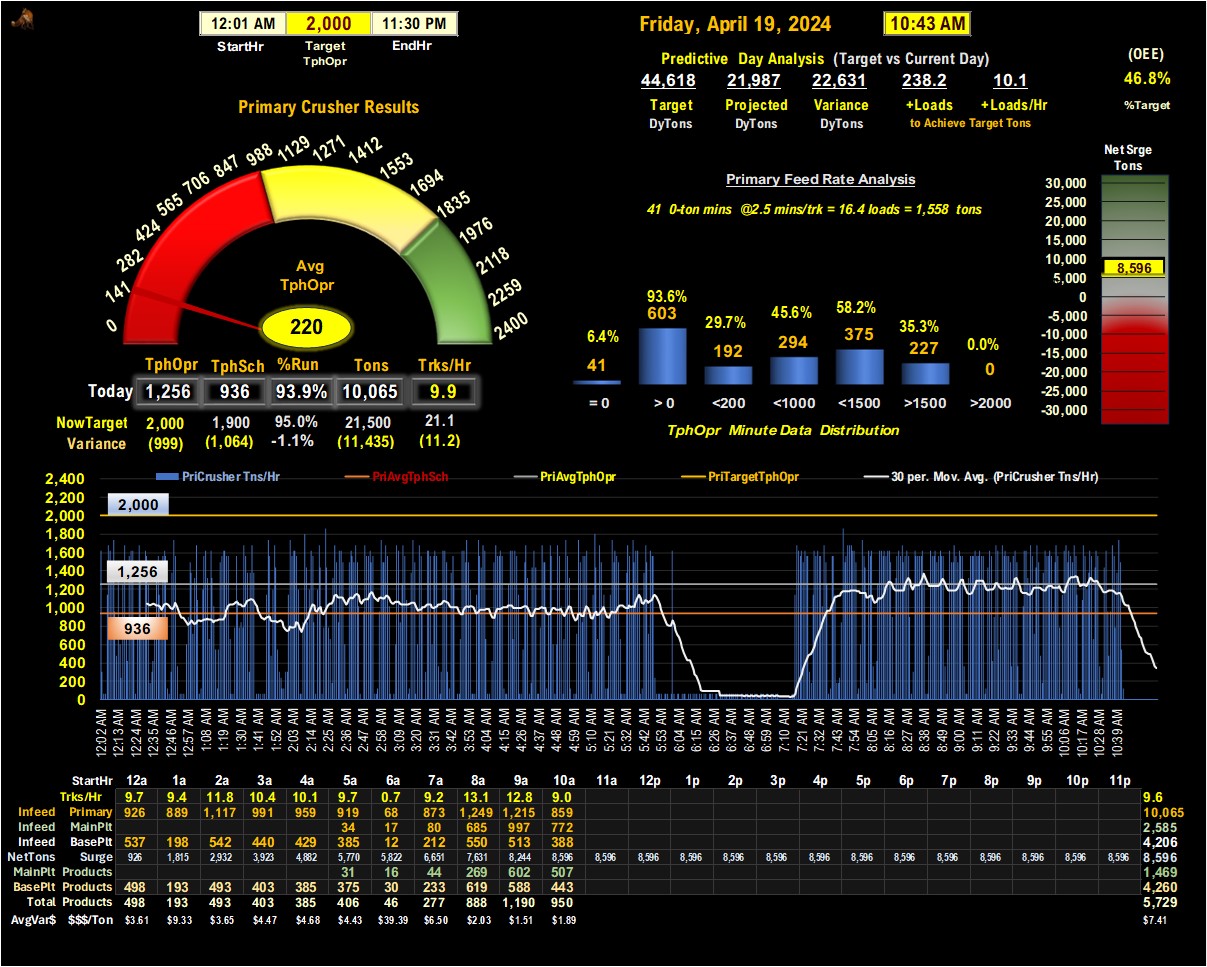 12:01 AM 2,000 11:30 PM
StartHr Target TphOpr EndHr
Friday, April 19, 2024 10:43 AM
Predictive Day Analysis (Target vs Current Day)
44,618 21,987 22,631 238.2 10.1
Target Projected Variance +Loads +Loads/Hr
DyTons DyTons DyTons to Achieve Target Tons
(OEE)
46.8%
%Target
Primary Crusher Results
0 141 282 424 565 706 847 988 1129 1271 1412 1553 1694 1835 1976 2118 2259 2400
Avg
TphOpr
220
TphOpr TphSch %Run Tons Trks/Hr
Today 1,256 936 93.9% 10,065 9.9
NowTarget 2,000 1,900 95.0% 21,500 21.1
Variance (999) (1,064) -1.1% (11,435) (11.2)
Primary Feed Rate Analysis
41 0-ton mins @2.5 mins/trk = 16.4 loads = 1,558 tons
6.4% 93.6% 29.7% 45.6% 58.2% 35.3% 0.0%
41 603 192 294 375 227 0
= 0 > 0 <200 <1000 <1500 >1500 >2000
TphOpr Minute Data Distribution
Net Srge
Tons
30,000
25,000
20,000
15,000
10,000
8,596
5,000
0
-5,000
-10,000
-15,000
-20,000
-25,000
-30,000
PriCrusher Tns/Hr PriAvgTphSch PriAvgTphOpr PriTargetTphOpr 30 per. Mov. Avg. (PriCrusher Tns/Hr)
2,400
2,200
2,000
1,800
1,600
1,400
1,200
1,000
800
600
400
200
0
2,000
1,256
936
12:02 AM 12:13 AM 12:24 AM 12:35 AM 12:46 AM 12:57 AM 1:08 AM 1:19 AM 1:30 AM 1:41 AM 1:52 AM 2:03 AM 2:14 AM 2:25 AM 2:36 AM 2:47 AM 2:58 AM 3:09 AM 3:20 AM 3:31 AM 3:42 AM 3:53 AM 4:04 AM 4:15 AM 4:26 AM 4:37 AM 4:48 AM 4:59 AM 5:10 AM 5:21 AM 5:32 AM 5:42 AM 5:53 AM 6:04 AM 6:15 AM 6:26 AM 6:37 AM 6:48 AM 6:59 AM 7:10 AM 7:21 AM 7:32 AM 7:43 AM 7:54 AM 8:05 AM 8:16 AM 8:27 AM 8:38 AM 8:49 AM 9:00 AM 9:11 AM 9:22 AM 9:33 AM 9:44 AM 9:55 AM 10:06 AM 10:17 AM 10:28 AM 10:39 AM
StartHr 12a 1a 2a 3a 4a 5a 6a 7a 8a 9a 10a 11a 12p 1p 2p 3p 4p 5p 6p 7p 8p 9p 10p 11p
Trks/Hr 9.7 9.4 11.8 10.4 10.1 9.7 0.7 9.2 13.1 12.8 9.0 9.6
Infeed Primary 926 889 1,117 991 959 919 68 873 1,249 1,215 859 10,065
Infeed MainPlt 34 17 80 685 997 772 2,585
Infeed BasePlt 537 198 542 440 429 385 12 212 550 513 388 4,206
NetTons Surge 926 1,815 2,932 3,923 4,882 5,770 5,822 6,651 7,631 8,244 8,596 8,596 8,596 8,596 8,596 8,596 8,596 8,596 8,596 8,596 8,596 8,596 8,596 8,596 8,596
MainPlt Products 31 16 44 269 602 507 1,469
BasePlt Products 498 193 493 403 385 375 30 233 619 588 443 4,260
Total Products 498 193 493 403 385 406 46 277 888 1,190 950 5,729
AvgVar$ $$$/Ton $3.61 $9.33 $3.65 $4.47 $4.68 $4.43 $39.39 $6.50 $2.03 $1.51 $1.89 $7.41